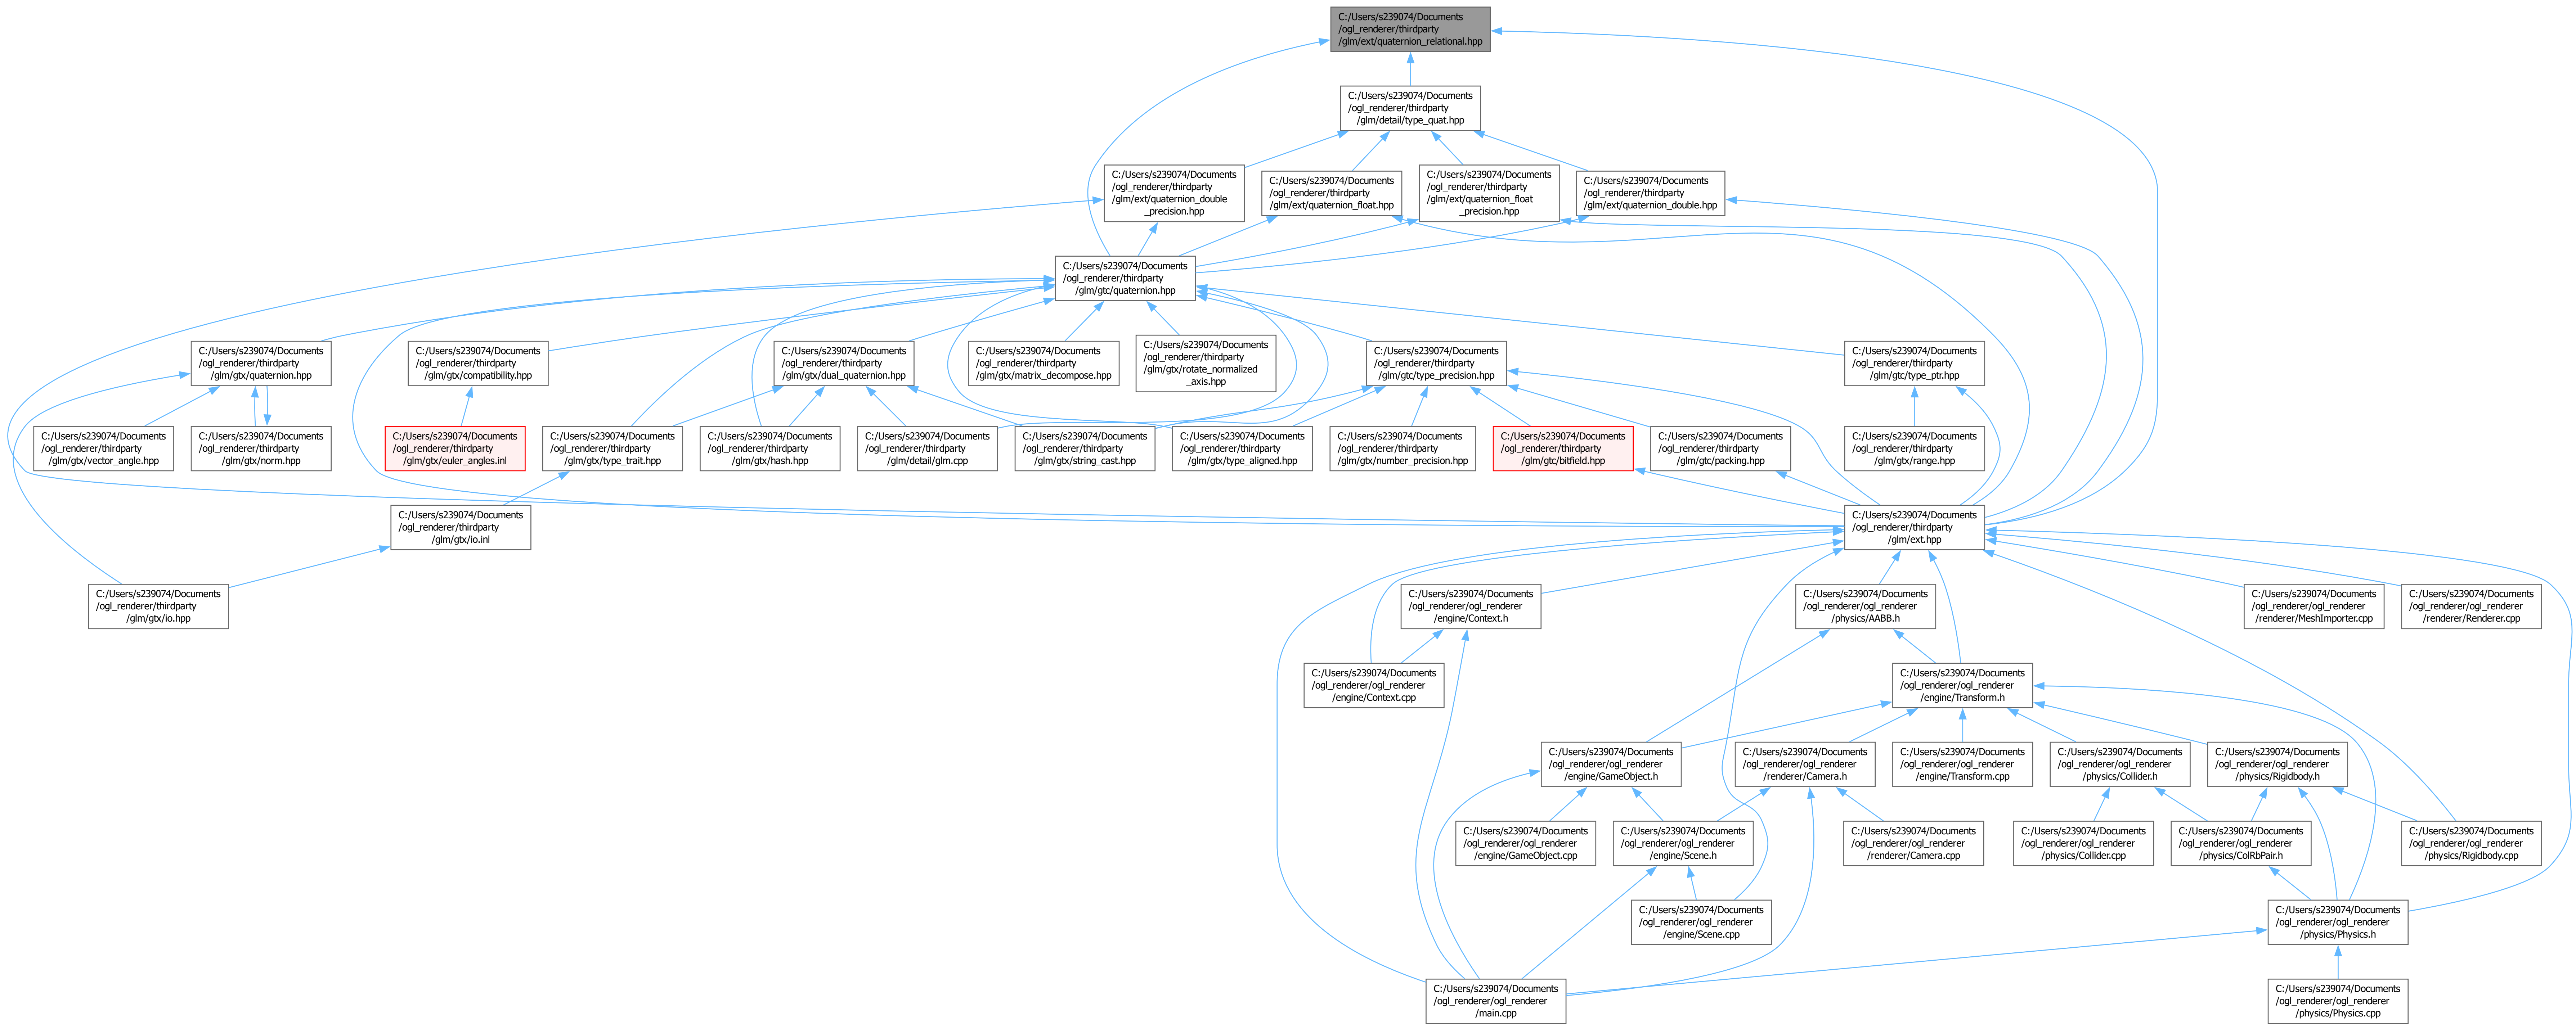 C:/Users/s239074/Documents
/ogl_renderer/thirdparty
/glm/ext/quaternion_relational.hpp
C:/Users/s239074/Documents
/ogl_renderer/thirdparty
/glm/detail/type_quat.hpp
C:/Users/s239074/Documents
/ogl_renderer/thirdparty
/glm/ext/quaternion_double
_precision.hpp
C:/Users/s239074/Documents
/ogl_renderer/thirdparty
/glm/ext/quaternion_float.hpp
C:/Users/s239074/Documents
/ogl_renderer/thirdparty
/glm/ext/quaternion_float
_precision.hpp
C:/Users/s239074/Documents
/ogl_renderer/thirdparty
/glm/ext/quaternion_double.hpp
C:/Users/s239074/Documents
/ogl_renderer/thirdparty
/glm/gtc/quaternion.hpp
C:/Users/s239074/Documents
/ogl_renderer/thirdparty
/glm/gtx/quaternion.hpp
C:/Users/s239074/Documents
/ogl_renderer/thirdparty
/glm/gtx/compatibility.hpp
C:/Users/s239074/Documents
/ogl_renderer/thirdparty
/glm/gtx/dual_quaternion.hpp
C:/Users/s239074/Documents
/ogl_renderer/thirdparty
/glm/gtx/matrix_decompose.hpp
C:/Users/s239074/Documents
/ogl_renderer/thirdparty
/glm/gtx/rotate_normalized
_axis.hpp
C:/Users/s239074/Documents
/ogl_renderer/thirdparty
/glm/gtc/type_precision.hpp
C:/Users/s239074/Documents
/ogl_renderer/thirdparty
/glm/gtc/type_ptr.hpp
C:/Users/s239074/Documents
/ogl_renderer/thirdparty
/glm/gtx/vector_angle.hpp
C:/Users/s239074/Documents
/ogl_renderer/thirdparty
/glm/gtx/norm.hpp
C:/Users/s239074/Documents
/ogl_renderer/thirdparty
/glm/gtx/euler_angles.inl
C:/Users/s239074/Documents
/ogl_renderer/thirdparty
/glm/gtx/type_trait.hpp
C:/Users/s239074/Documents
/ogl_renderer/thirdparty
/glm/gtx/hash.hpp
C:/Users/s239074/Documents
/ogl_renderer/thirdparty
/glm/detail/glm.cpp
C:/Users/s239074/Documents
/ogl_renderer/thirdparty
/glm/gtx/string_cast.hpp
C:/Users/s239074/Documents
/ogl_renderer/thirdparty
/glm/gtx/type_aligned.hpp
C:/Users/s239074/Documents
/ogl_renderer/thirdparty
/glm/gtx/number_precision.hpp
C:/Users/s239074/Documents
/ogl_renderer/thirdparty
/glm/gtc/bitfield.hpp
C:/Users/s239074/Documents
/ogl_renderer/thirdparty
/glm/gtc/packing.hpp
C:/Users/s239074/Documents
/ogl_renderer/thirdparty
/glm/gtx/range.hpp
C:/Users/s239074/Documents
/ogl_renderer/thirdparty
/glm/gtx/io.inl
C:/Users/s239074/Documents
/ogl_renderer/thirdparty
/glm/ext.hpp
C:/Users/s239074/Documents
/ogl_renderer/thirdparty
/glm/gtx/io.hpp
C:/Users/s239074/Documents
/ogl_renderer/ogl_renderer
/engine/Context.h
C:/Users/s239074/Documents
/ogl_renderer/ogl_renderer
/physics/AABB.h
C:/Users/s239074/Documents
/ogl_renderer/ogl_renderer
/renderer/MeshImporter.cpp
C:/Users/s239074/Documents
/ogl_renderer/ogl_renderer
/renderer/Renderer.cpp
C:/Users/s239074/Documents
/ogl_renderer/ogl_renderer
/engine/Context.cpp
C:/Users/s239074/Documents
/ogl_renderer/ogl_renderer
/engine/Transform.h
C:/Users/s239074/Documents
/ogl_renderer/ogl_renderer
/engine/GameObject.h
C:/Users/s239074/Documents
/ogl_renderer/ogl_renderer
/renderer/Camera.h
C:/Users/s239074/Documents
/ogl_renderer/ogl_renderer
/engine/Transform.cpp
C:/Users/s239074/Documents
/ogl_renderer/ogl_renderer
/physics/Collider.h
C:/Users/s239074/Documents
/ogl_renderer/ogl_renderer
/physics/Rigidbody.h
C:/Users/s239074/Documents
/ogl_renderer/ogl_renderer
/engine/GameObject.cpp
C:/Users/s239074/Documents
/ogl_renderer/ogl_renderer
/engine/Scene.h
C:/Users/s239074/Documents
/ogl_renderer/ogl_renderer
/renderer/Camera.cpp
C:/Users/s239074/Documents
/ogl_renderer/ogl_renderer
/physics/Collider.cpp
C:/Users/s239074/Documents
/ogl_renderer/ogl_renderer
/physics/ColRbPair.h
C:/Users/s239074/Documents
/ogl_renderer/ogl_renderer
/physics/Rigidbody.cpp
C:/Users/s239074/Documents
/ogl_renderer/ogl_renderer
/engine/Scene.cpp
C:/Users/s239074/Documents
/ogl_renderer/ogl_renderer
/physics/Physics.h
C:/Users/s239074/Documents
/ogl_renderer/ogl_renderer
/main.cpp
C:/Users/s239074/Documents
/ogl_renderer/ogl_renderer
/physics/Physics.cpp